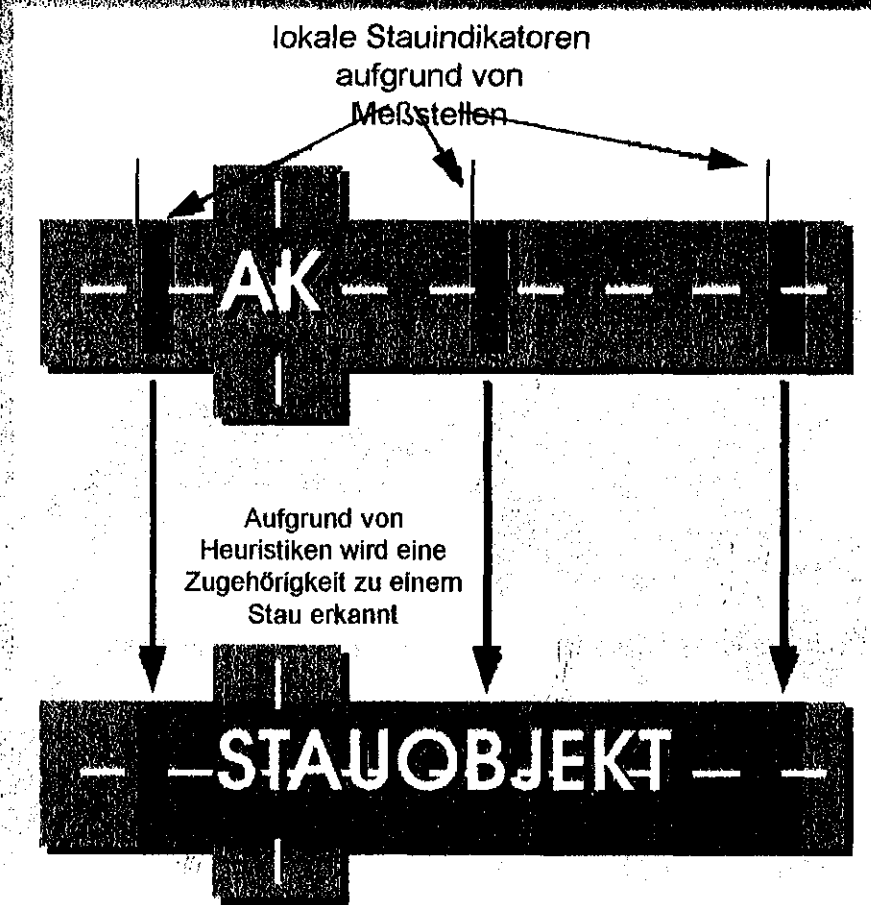 lokale Stauindikatoren
aufgrund von
Meßstellen
AK
Aufgrund von
Heuristiken wird eine
Zugehörigkeit zu einem
Stau erkannt
STAUOBJEKT